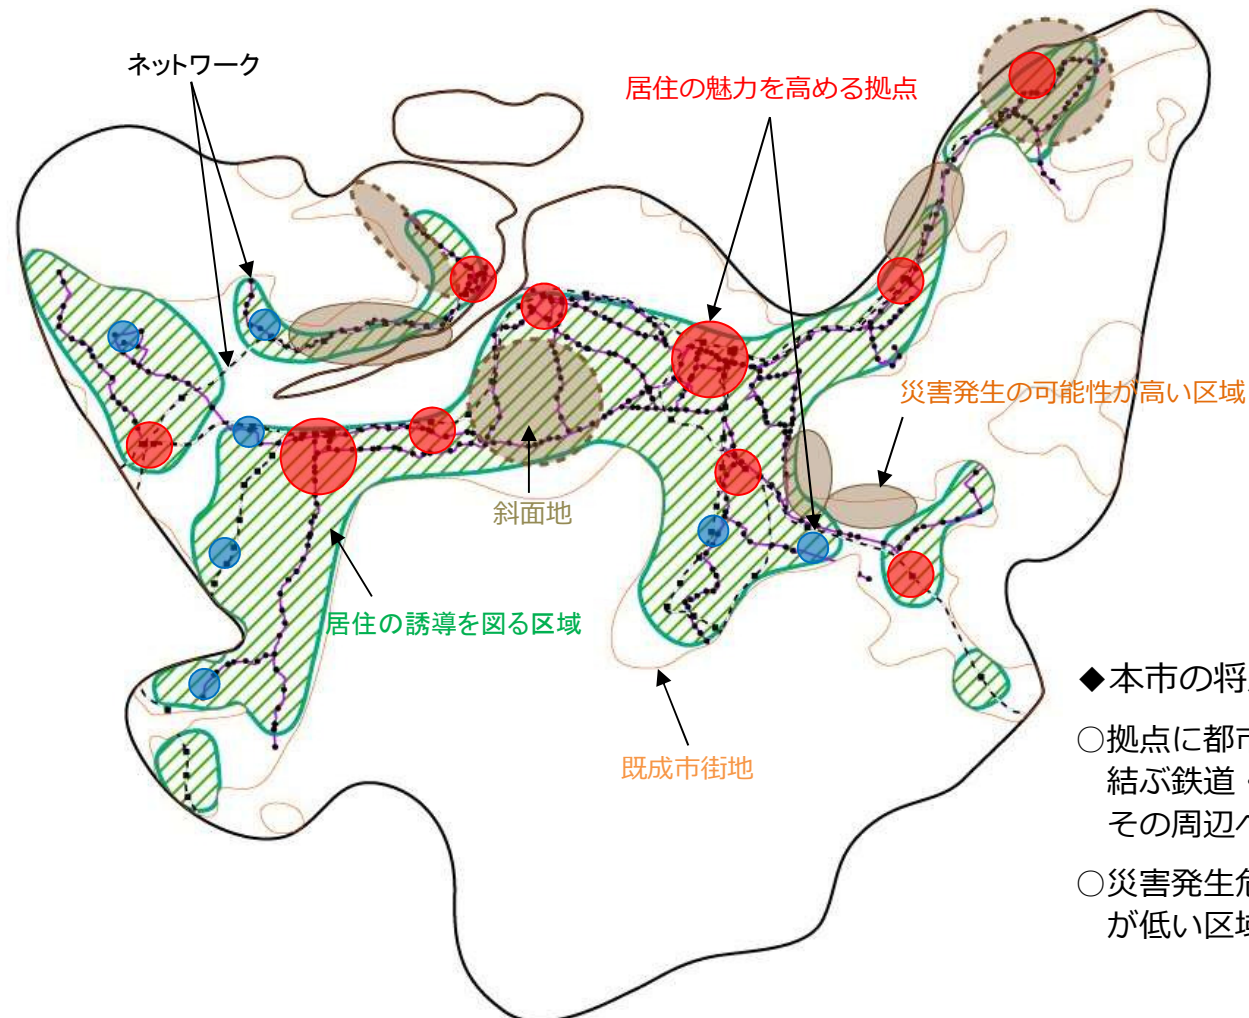 ネットワーク
居住の魅力を高める拠点
災害発生の可能性が高い区域
斜面地
居住の誘導を図る区域
既成市街地
◆本市の将
○拠点に都市
結ぶ鉄道・
その周辺へ
○災害発生危
が低い区域